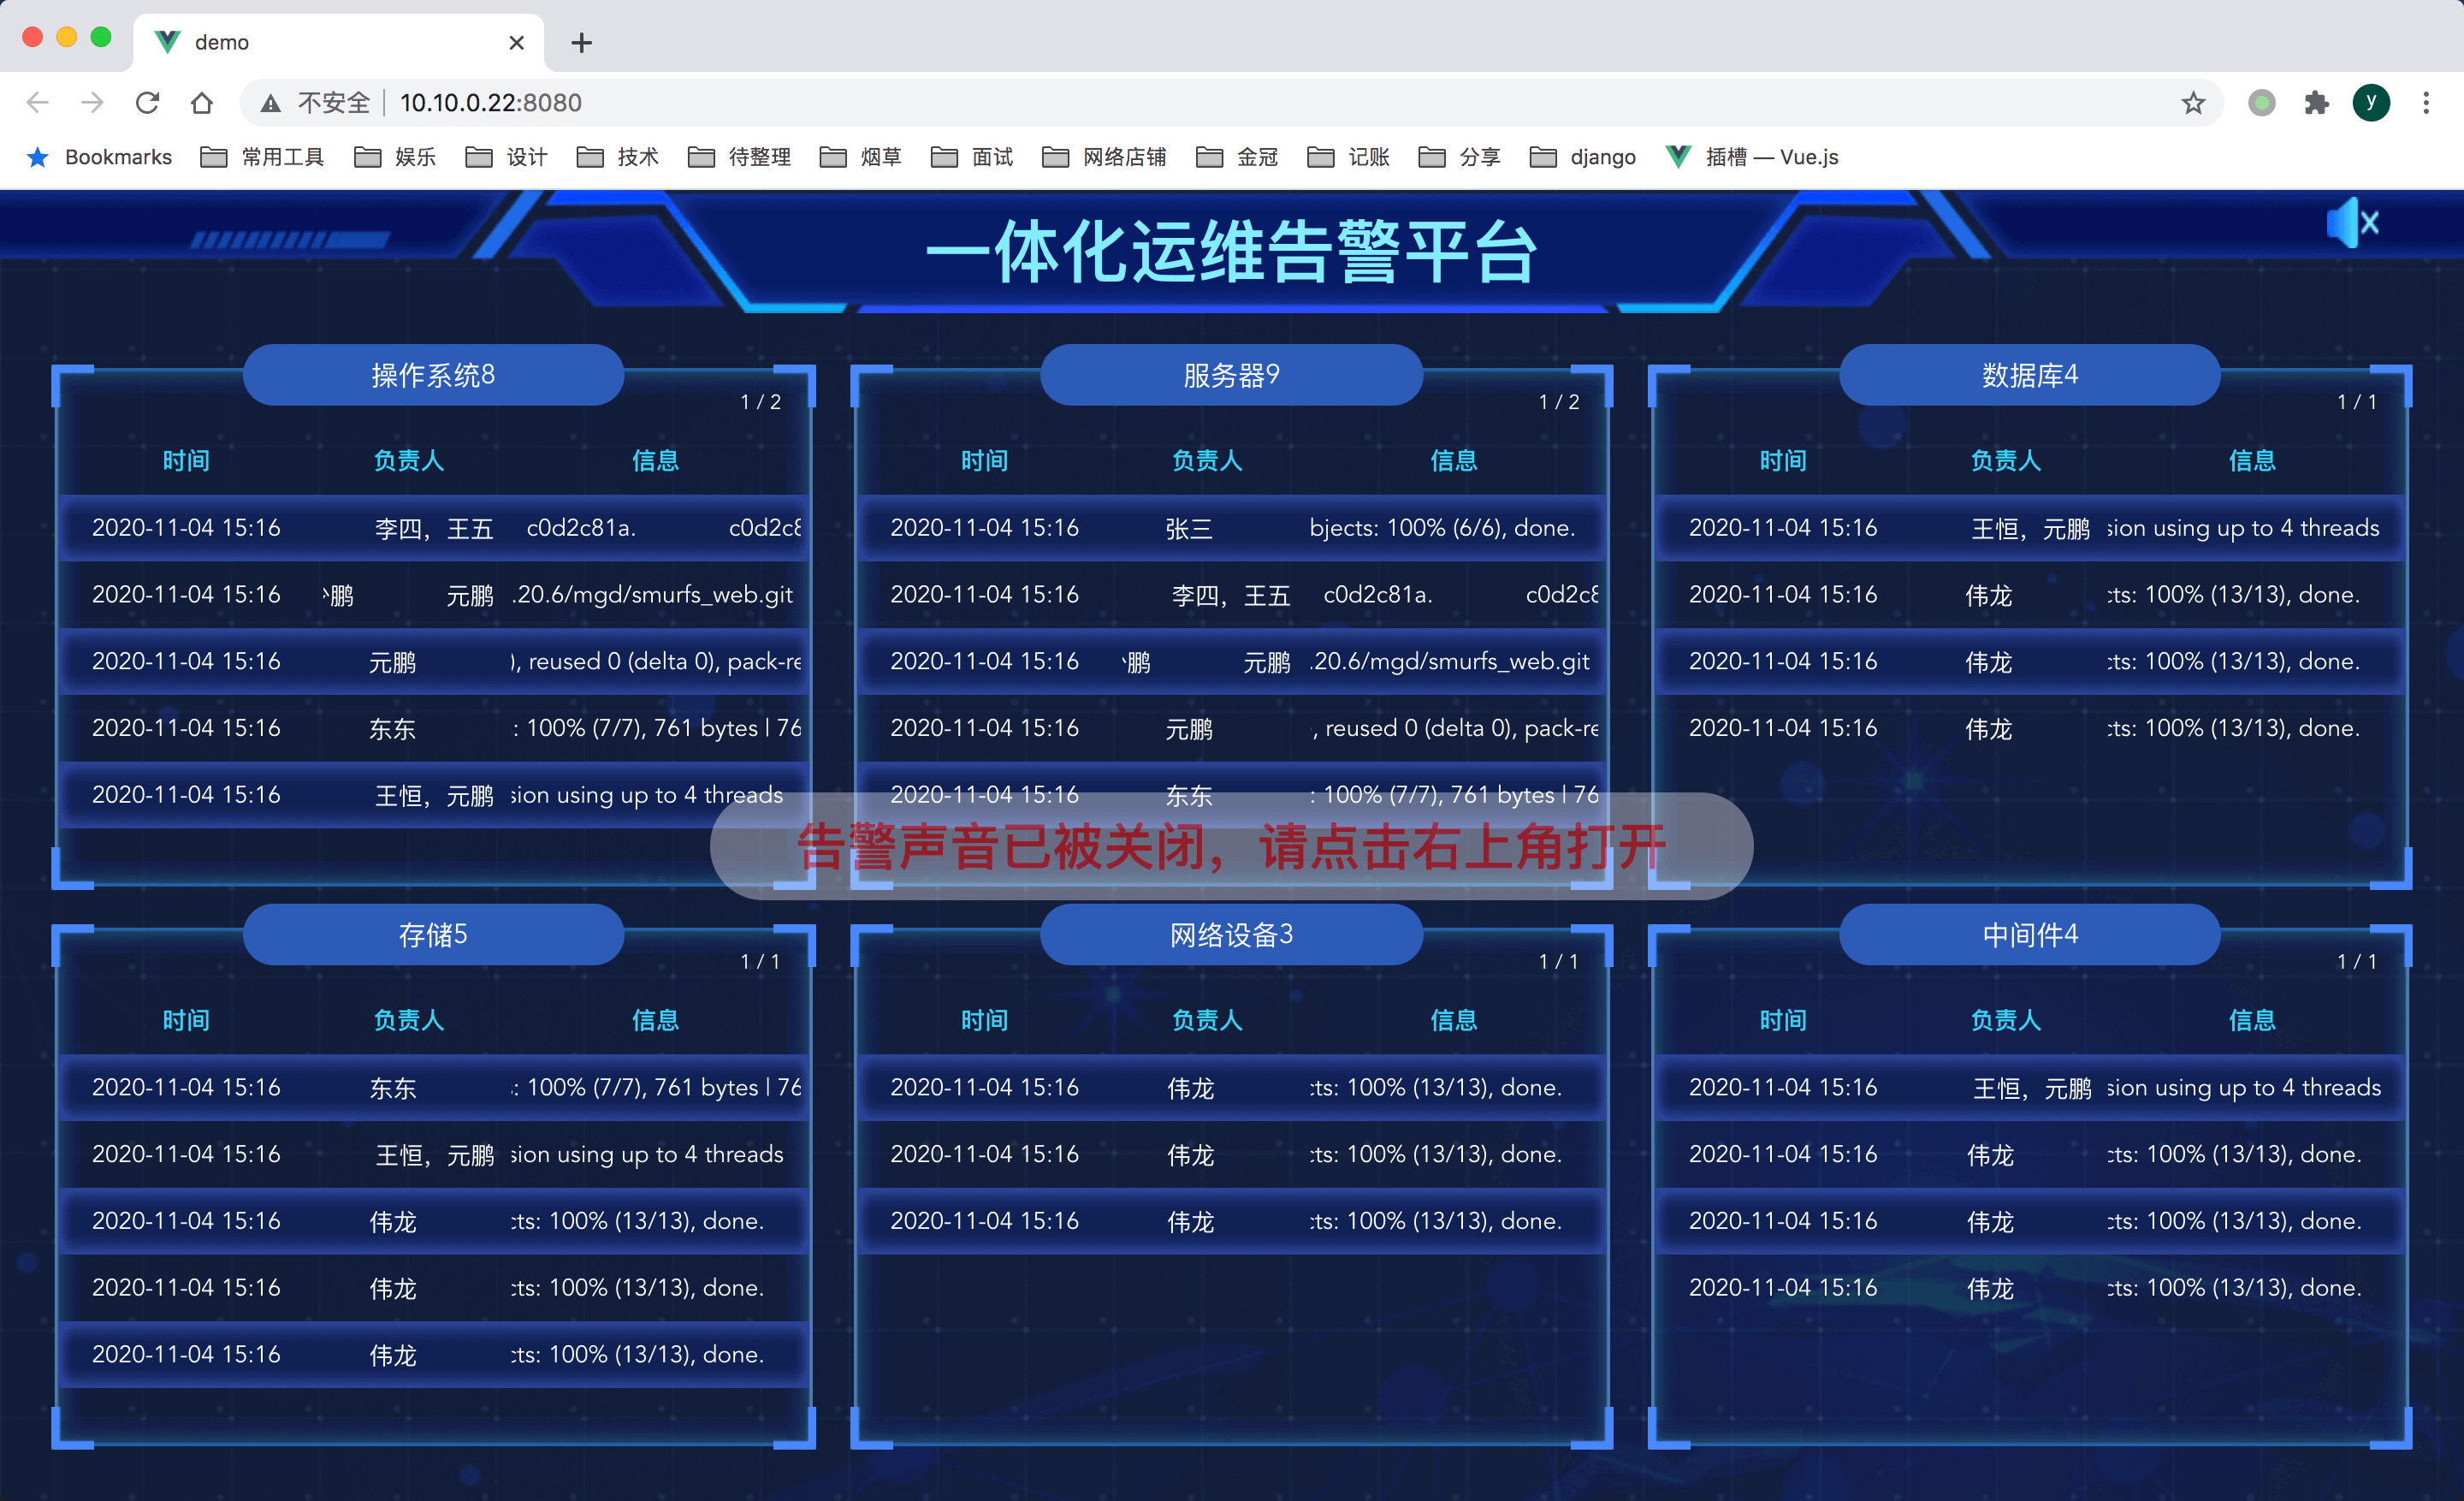 demo
不安全 10.10.0.22:8080
y
Bookmarks 常用工具 娱乐 设计 技术 待整理 烟草 面试 网络店铺 金冠 记账 分享 django 插槽 — Vue.js
一体化运维告警平台
操作系统8
1 / 2
时间 负责人 信息
2020-11-04 15:16 李四，王五 c0d2c81a. c0d2c8
2020-11-04 15:16 鹏 元鹏 .20.6/mgd/smurfs_web.git
2020-11-04 15:16 元鹏 ), reused 0 (delta 0), pack-re
2020-11-04 15:16 东东 : 100% (7/7), 761 bytes | 76
2020-11-04 15:16 王恒，元鹏 sion using up to 4 threads
服务器9
1 / 2
时间 负责人 信息
2020-11-04 15:16 张三 bjects: 100% (6/6), done.
2020-11-04 15:16 李四，王五 c0d2c81a. c0d2c8
2020-11-04 15:16 鹏 元鹏 .20.6/mgd/smurfs_web.git
2020-11-04 15:16 元鹏 , reused 0 (delta 0), pack-re
2020-11-04 15:16 东东 : 100% (7/7), 761 bytes | 76
数据库4
1 / 1
时间 负责人 信息
2020-11-04 15:16 王恒，元鹏 sion using up to 4 threads
2020-11-04 15:16 伟龙 cts: 100% (13/13), done.
2020-11-04 15:16 伟龙 cts: 100% (13/13), done.
2020-11-04 15:16 伟龙 cts: 100% (13/13), done.
告警声音已被关闭，请点击右上角打开
存储5
1 / 1
时间 负责人 信息
2020-11-04 15:16 东东 : 100% (7/7), 761 bytes | 76
2020-11-04 15:16 王恒，元鹏 sion using up to 4 threads
2020-11-04 15:16 伟龙 cts: 100% (13/13), done.
2020-11-04 15:16 伟龙 cts: 100% (13/13), done.
2020-11-04 15:16 伟龙 cts: 100% (13/13), done.
网络设备3
1 / 1
时间 负责人 信息
2020-11-04 15:16 伟龙 cts: 100% (13/13), done.
2020-11-04 15:16 伟龙 cts: 100% (13/13), done.
2020-11-04 15:16 伟龙 cts: 100% (13/13), done.
中间件4
1 / 1
时间 负责人 信息
2020-11-04 15:16 王恒，元鹏 sion using up to 4 threads
2020-11-04 15:16 伟龙 cts: 100% (13/13), done.
2020-11-04 15:16 伟龙 cts: 100% (13/13), done.
2020-11-04 15:16 伟龙 cts: 100% (13/13), done.